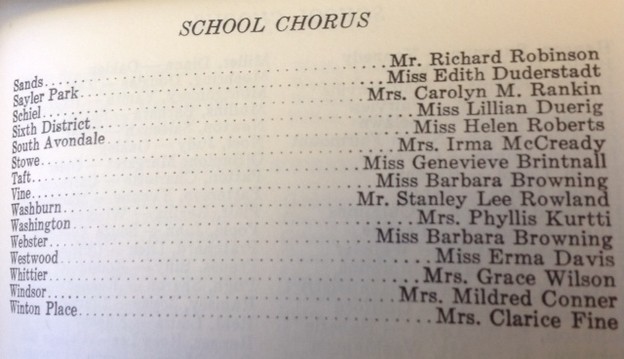 SCHOOL CHORUS
Sands..........Mr. Richard Robinson
Sayler Park..........Miss Edith Duderstadt
Schiel..........Mrs. Carolyn M. Rankin
Sixth District..........Miss Lillian Duerig
South Avondale..........Miss Helen Roberts
Stowe..........Mrs. Irma McCready
Taft..........Miss Genevieve Brintnall
Vine..........Miss Barbara Browning
Washburn..........Mr. Stanley Lee Rowland
Washington..........Mrs. Phyllis Kurtti
Webster..........Miss Barbara Browning
Westwood..........Miss Erma Davis
Whittier..........Mrs. Grace Wilson
Windsor..........Mrs. Mildred Conner
Winton Place..........Mrs. Clarice Fine